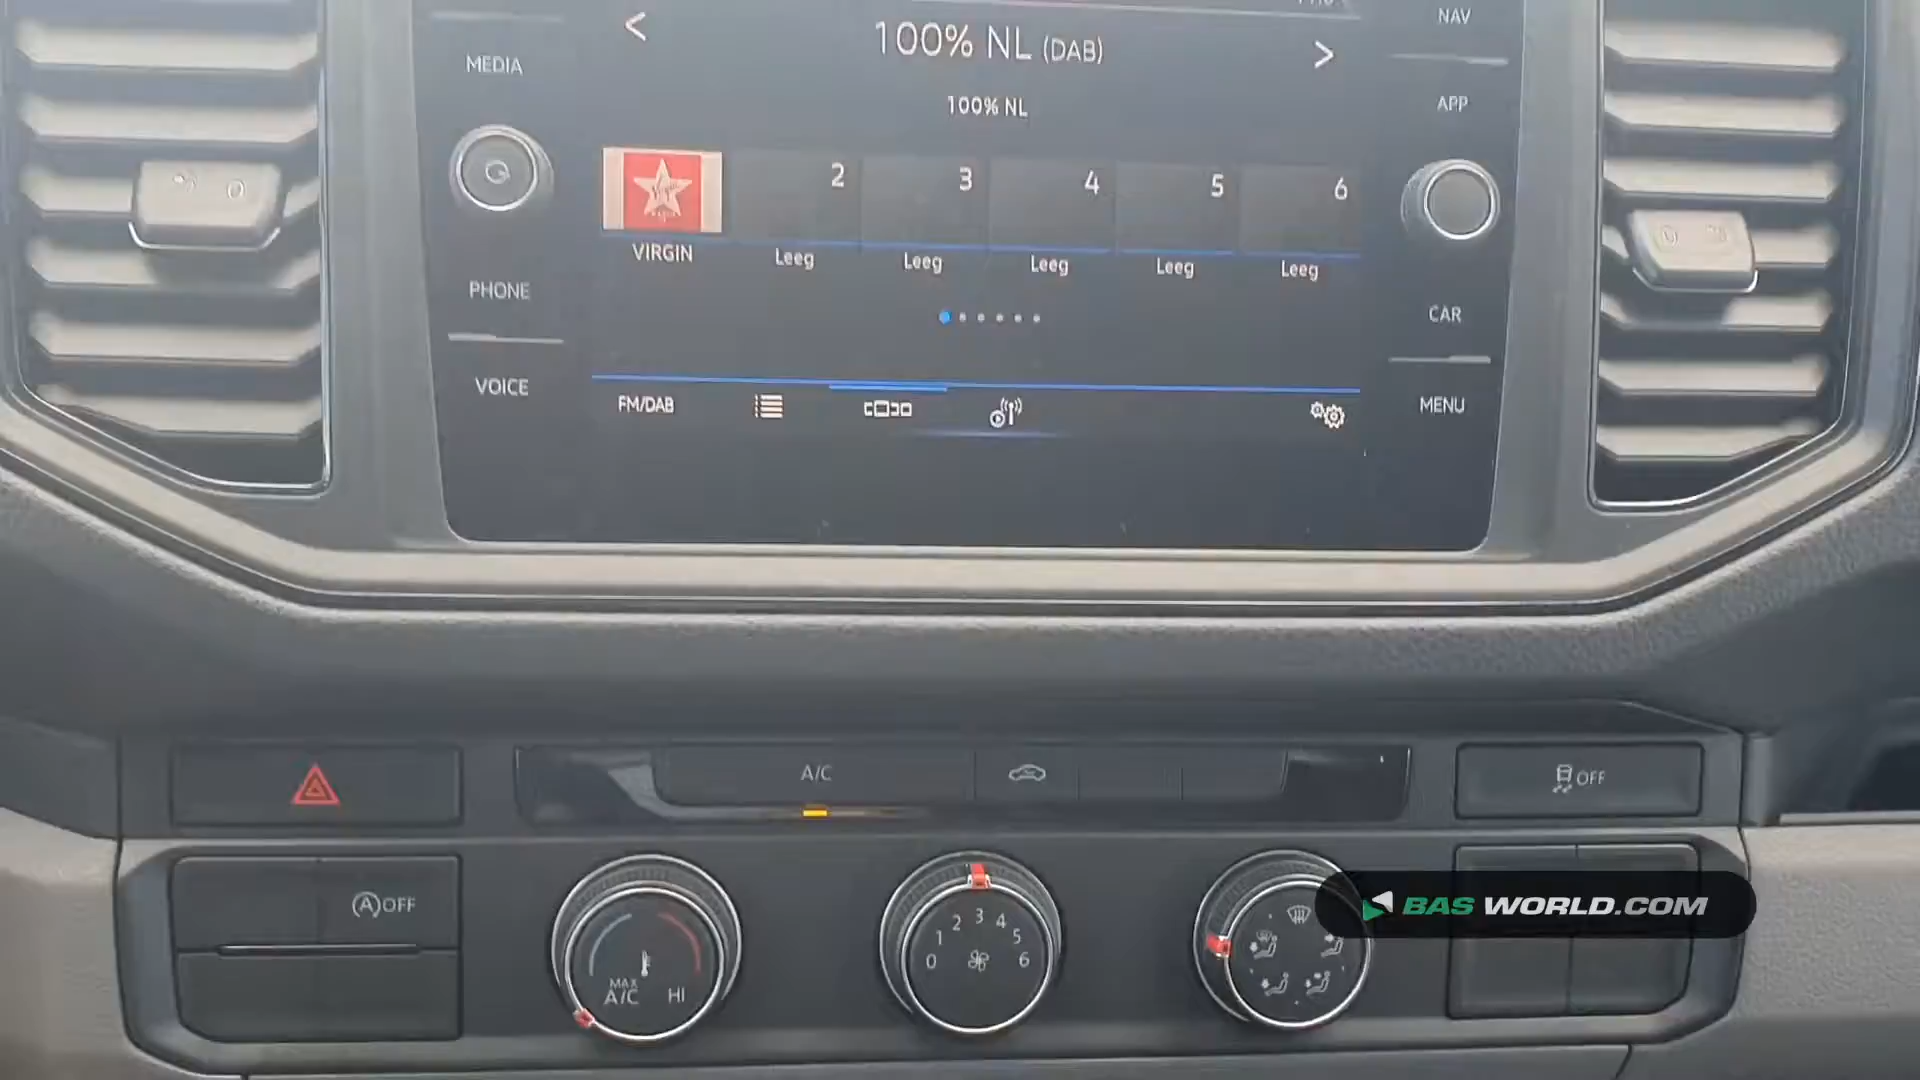 MEDIA
PHONE
VOICE
<
100% NL (DAB)
>
100% NL
2
3
4
5
6
VIRGIN
Leeg
Leeg
Leeg
Leeg
Leeg
FM/DAB
NAV
APP
CAR
MENU
A/C
OFF
A OFF
MAX
A/C
HI
0 1 2 3 4 5 6
BAS WORLD.COM